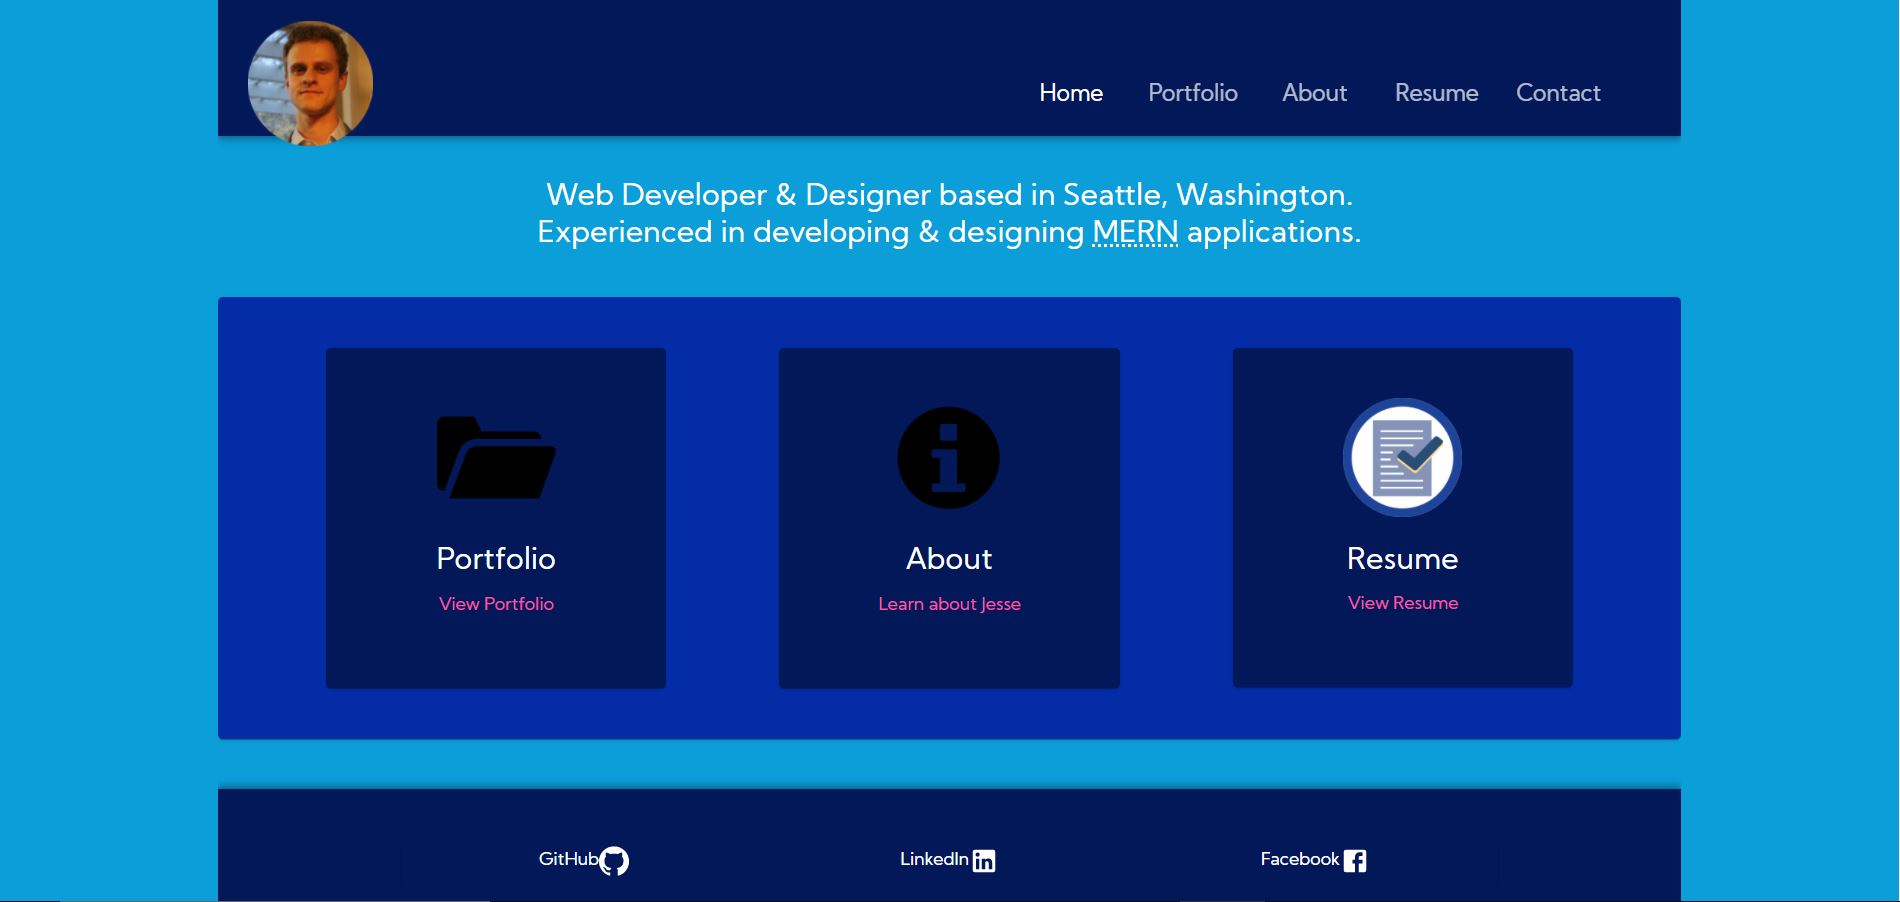 Home Portfolio About Resume Contact
Web Developer & Designer based in Seattle, Washington.
Experienced in developing & designing MERN applications.
Portfolio
View Portfolio
About
Learn about Jesse
Resume
View Resume
GitHub LinkedIn Facebook